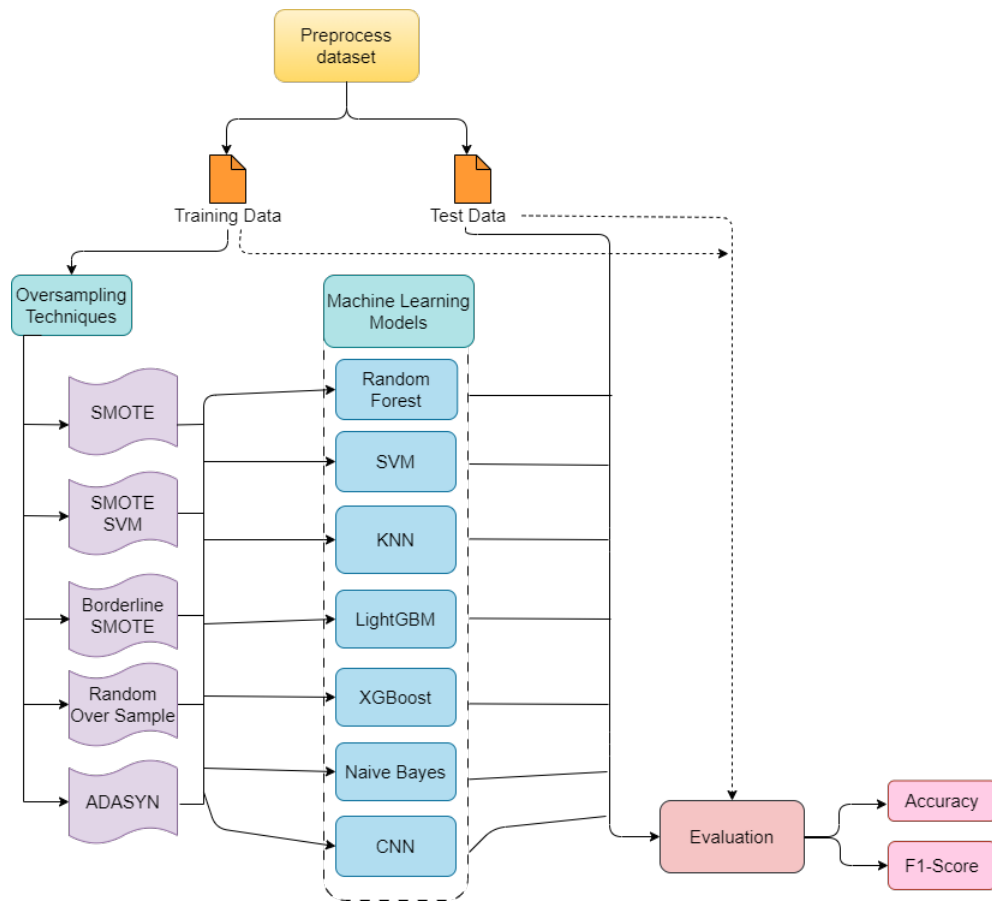 Preprocess
dataset
Training Data
Test Data
Oversampling
Techniques
Machine Learning
Models
SMOTE
SMOTE
SVM
Borderline
SMOTE
Random
Over Sample
ADASYN
Random
Forest
SVM
KNN
LightGBM
XGBoost
Naive Bayes
CNN
Evaluation
Accuracy
F1-Score